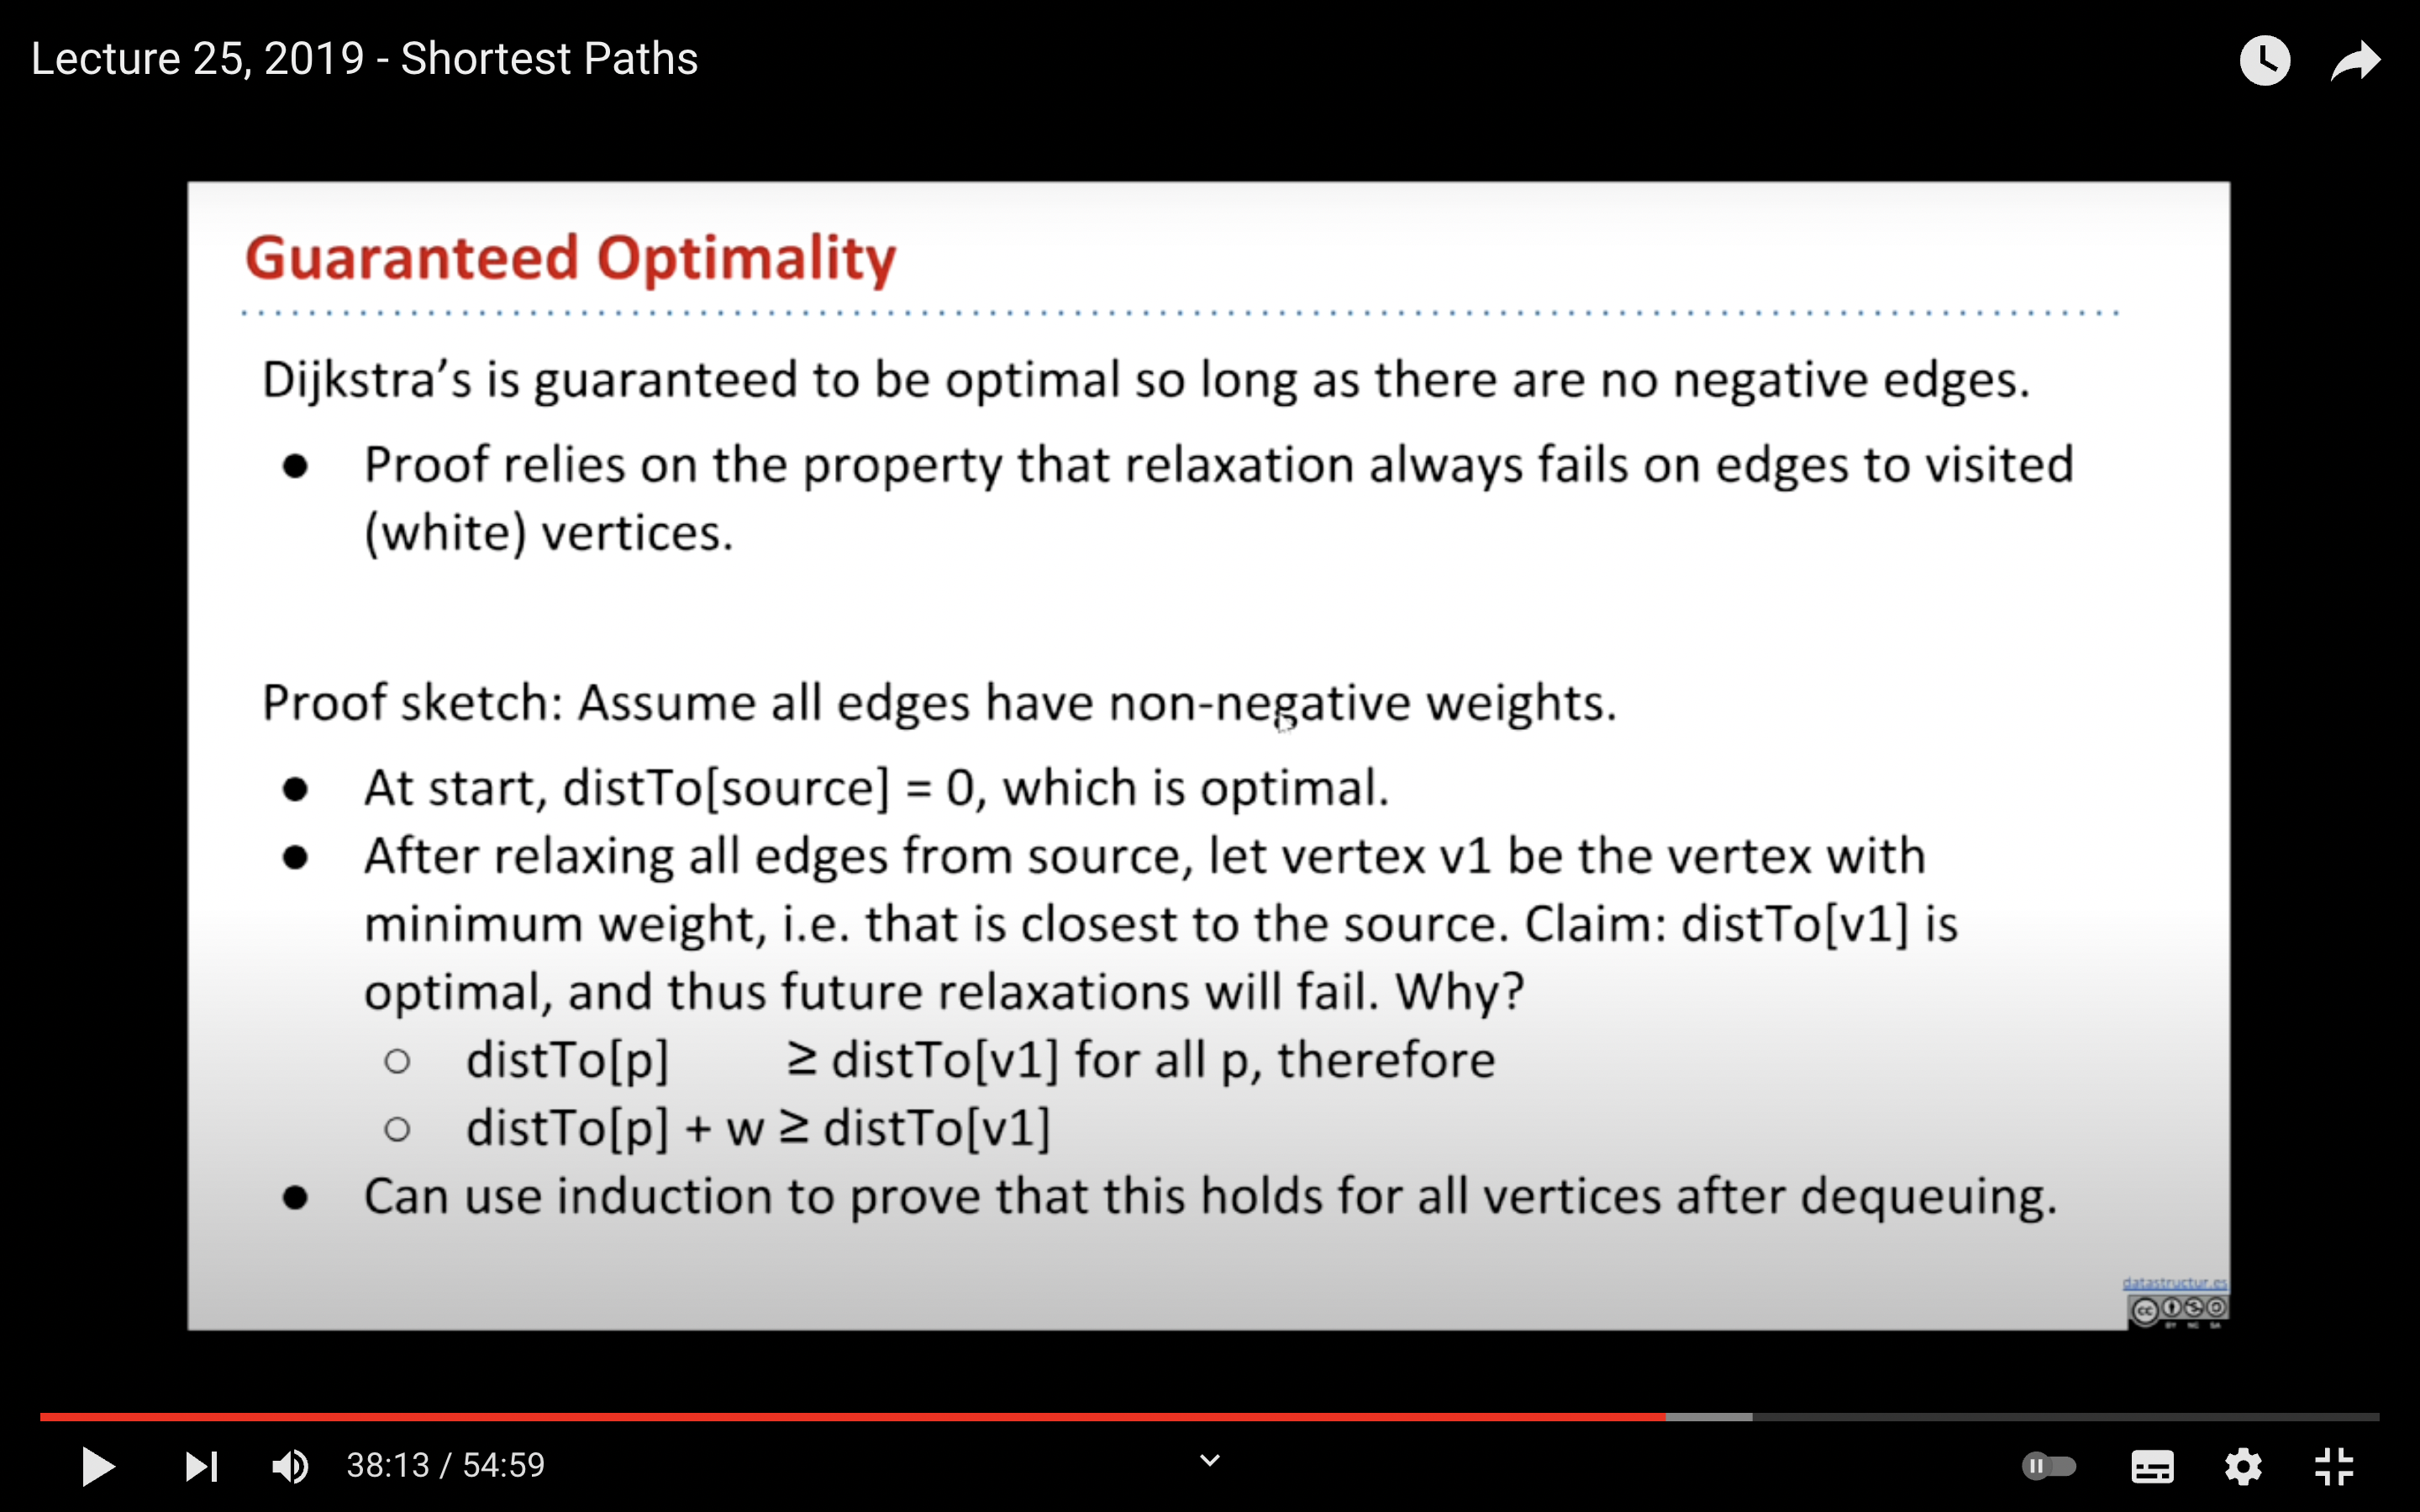 Lecture 25, 2019 - Shortest Paths
Guaranteed Optimality
Dijkstra’s is guaranteed to be optimal so long as there are no negative edges.
● Proof relies on the property that relaxation always fails on edges to visited
(white) vertices.
Proof sketch: Assume all edges have non-negative weights.
● At start, distTo[source] = 0, which is optimal.
● After relaxing all edges from source, let vertex v1 be the vertex with
minimum weight, i.e. that is closest to the source. Claim: distTo[v1] is
optimal, and thus future relaxations will fail. Why?
○ distTo[p] ≥ distTo[v1] for all p, therefore
○ distTo[p] + w ≥ distTo[v1]
● Can use induction to prove that this holds for all vertices after dequeuing.
datastructur.es
cc
BY NC SA
38:13 / 54:59